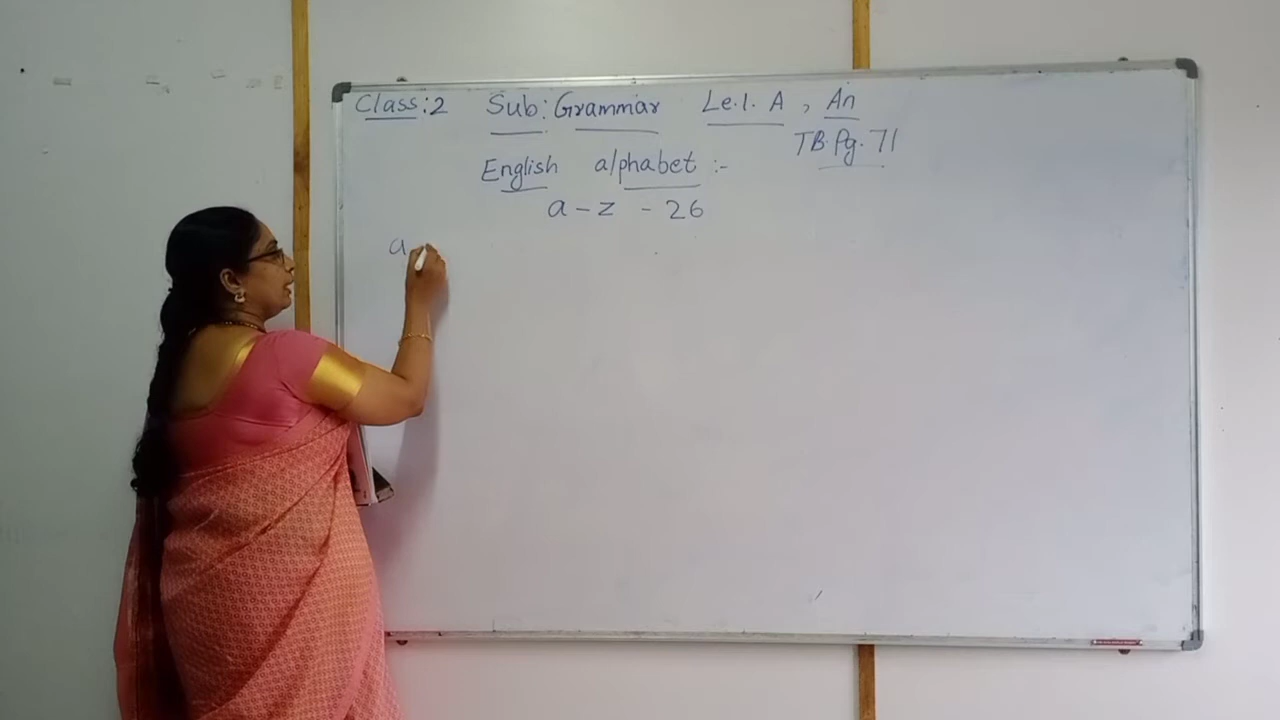 Class:2 Sub:Grammar Le.1. A , An
TB.Pg.71
English alphabet :-
a - z - 26
a